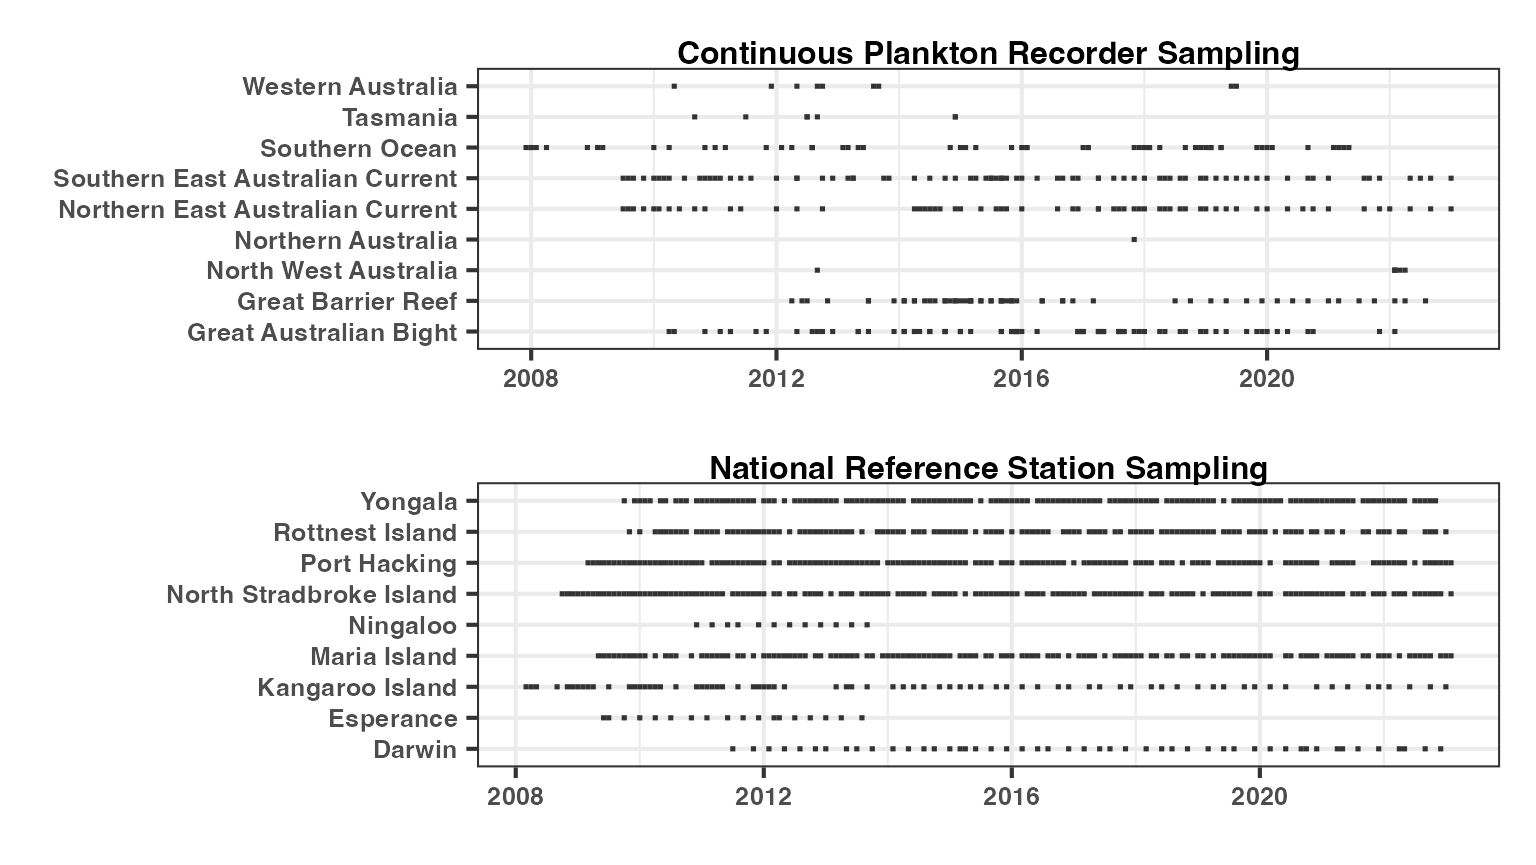 Continuous Plankton Recorder Sampling
Western Australia
Tasmania
Southern Ocean
Southern East Australian Current
Northern East Australian Current
Northern Australia
North West Australia
Great Barrier Reef
Great Australian Bight
2008 2012 2016 2020
National Reference Station Sampling
Yongala
Rottnest Island
Port Hacking
North Stradbroke Island
Ningaloo
Maria Island
Kangaroo Island
Esperance
Darwin
2008 2012 2016 2020